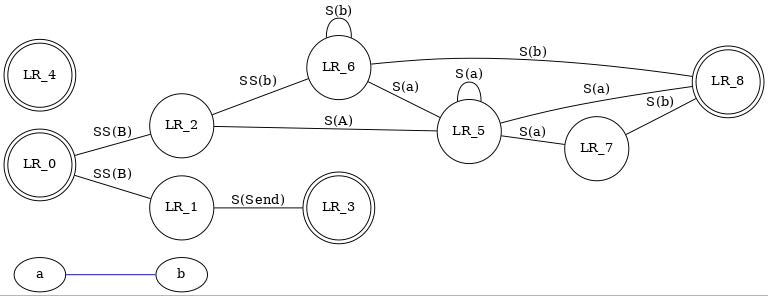 S(b)
LR_4
LR_6
S(b)
LR_8
SS(b)
S(a)
S(a)
S(a)
S(b)
SS(B)
LR_2
S(A)
LR_5
S(a)
LR_7
LR_0
SS(B)
LR_1
S(Send)
LR_3
a
b